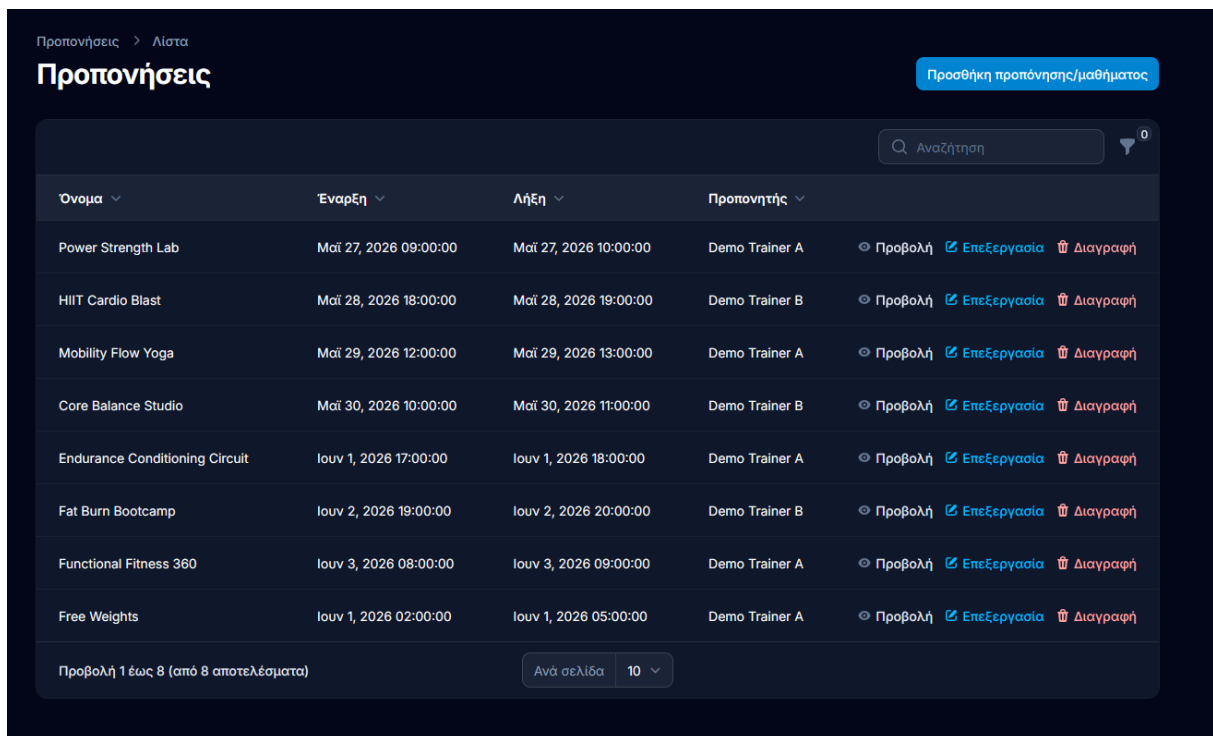 Προπονήσεις > Λίστα
Προπονήσεις
Προσθήκη προπόνησης/μαθήματος
Αναζήτηση 0
Όνομα Έναρξη Λήξη Προπονητής
Power Strength Lab Μαΐ 27, 2026 09:00:00 Μαΐ 27, 2026 10:00:00 Demo Trainer A Προβολή Επεξεργασία Διαγραφή
HIIT Cardio Blast Μαΐ 28, 2026 18:00:00 Μαΐ 28, 2026 19:00:00 Demo Trainer B Προβολή Επεξεργασία Διαγραφή
Mobility Flow Yoga Μαΐ 29, 2026 12:00:00 Μαΐ 29, 2026 13:00:00 Demo Trainer A Προβολή Επεξεργασία Διαγραφή
Core Balance Studio Μαΐ 30, 2026 10:00:00 Μαΐ 30, 2026 11:00:00 Demo Trainer B Προβολή Επεξεργασία Διαγραφή
Endurance Conditioning Circuit Ιουν 1, 2026 17:00:00 Ιουν 1, 2026 18:00:00 Demo Trainer A Προβολή Επεξεργασία Διαγραφή
Fat Burn Bootcamp Ιουν 2, 2026 19:00:00 Ιουν 2, 2026 20:00:00 Demo Trainer B Προβολή Επεξεργασία Διαγραφή
Functional Fitness 360 Ιουν 3, 2026 08:00:00 Ιουν 3, 2026 09:00:00 Demo Trainer A Προβολή Επεξεργασία Διαγραφή
Free Weights Ιουν 1, 2026 02:00:00 Ιουν 1, 2026 05:00:00 Demo Trainer A Προβολή Επεξεργασία Διαγραφή
Προβολή 1 έως 8 (από 8 αποτελέσματα) Ανά σελίδα 10